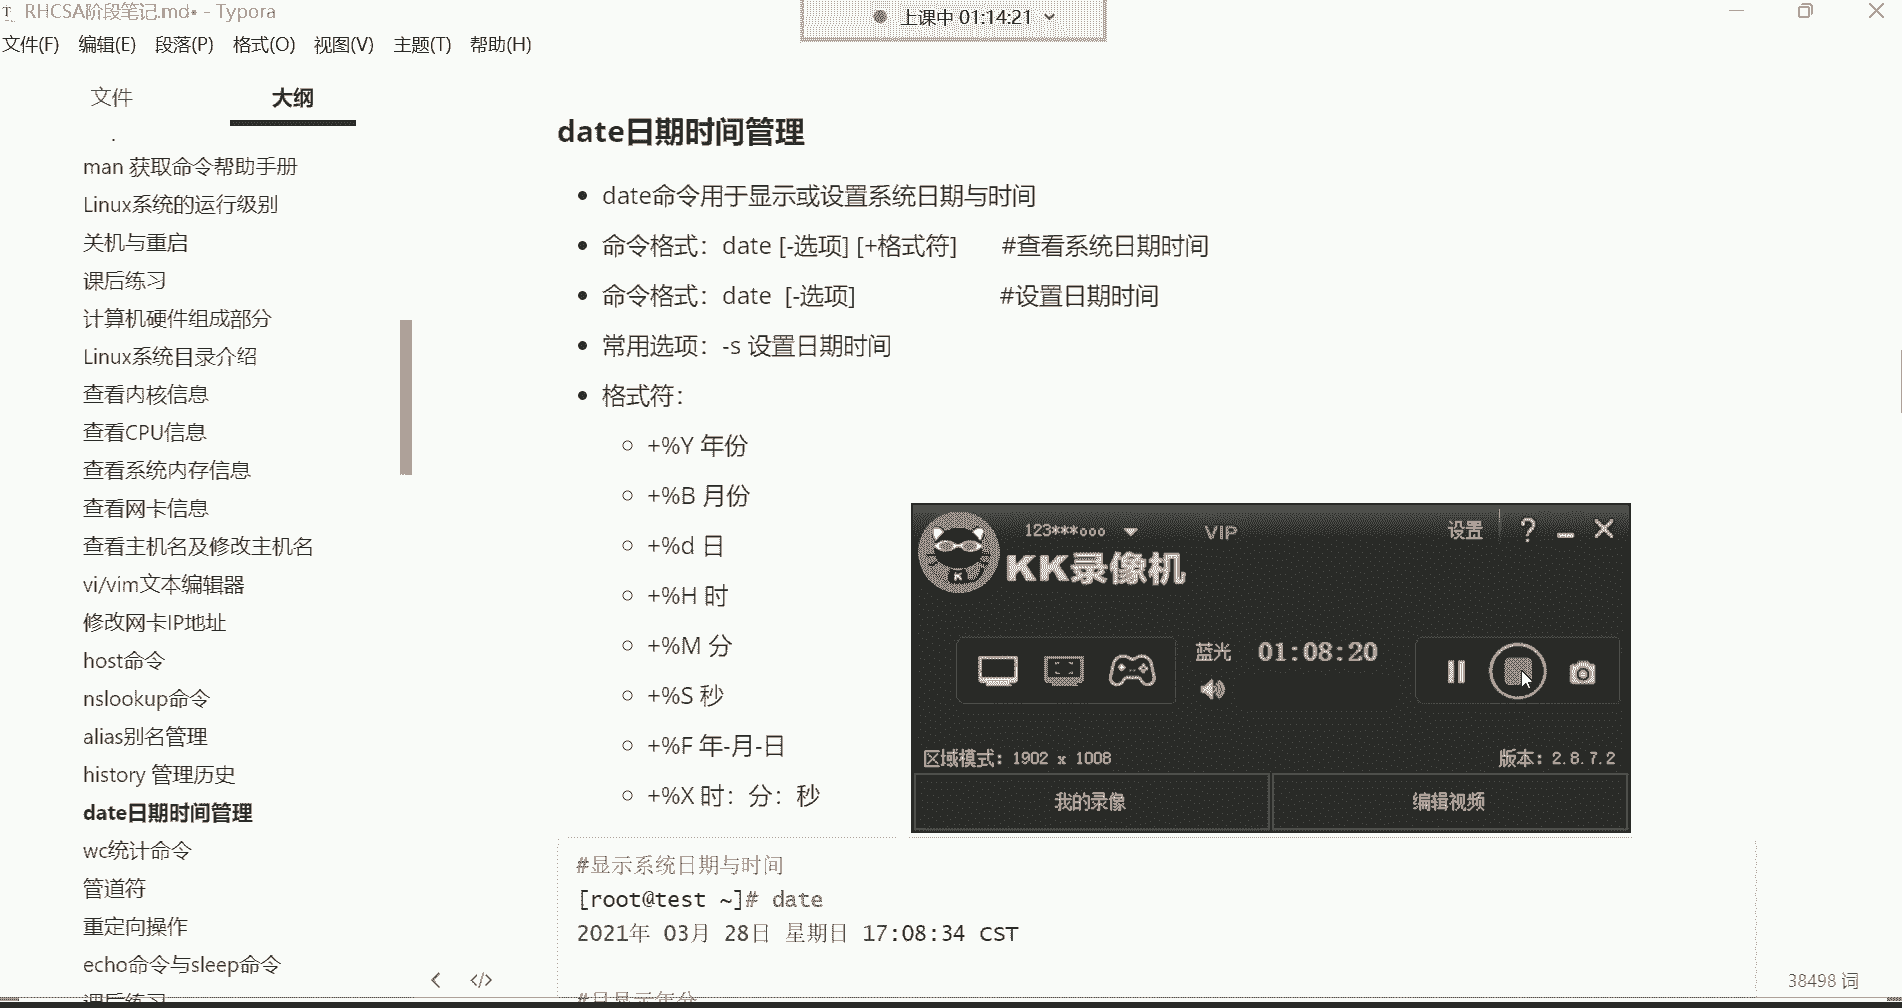 RHCSA阶段笔记.md• - Typora
上课中 01:14:21
文件(F) 编辑(E) 段落(P) 格式(O) 视图(V) 主题(T) 帮助(H)
文件 大纲
man 获取命令帮助手册
Linux系统的运行级别
关机与重启
课后练习
计算机硬件组成部分
Linux系统目录介绍
查看内核信息
查看CPU信息
查看系统内存信息
查看网卡信息
查看主机名及修改主机名
vi/vim文本编辑器
修改网卡IP地址
host命令
nslookup命令
alias别名管理
history 管理历史
date日期时间管理
wc统计命令
管道符
重定向操作
echo命令与sleep命令
课后练习
date日期时间管理
date命令用于显示或设置系统日期与时间
命令格式：date [-选项] [+格式符] #查看系统日期时间
命令格式：date [-选项] #设置日期时间
常用选项：-s 设置日期时间
格式符：
+%Y 年份
+%B 月份
+%d 日
+%H 时
+%M 分
+%S 秒
+%F 年-月-日
+%X 时：分：秒
#显示系统日期与时间
[root@test ~]# date
2021年 03月 28日 星期日 17:08:34 CST
#只显示年分
123***ooo VIP 设置 ?
KK录像机
蓝光 01:08:20
区域模式：1902 x 1008 版本：2.8.7.2
我的录像 编辑视频
</> 38498 词